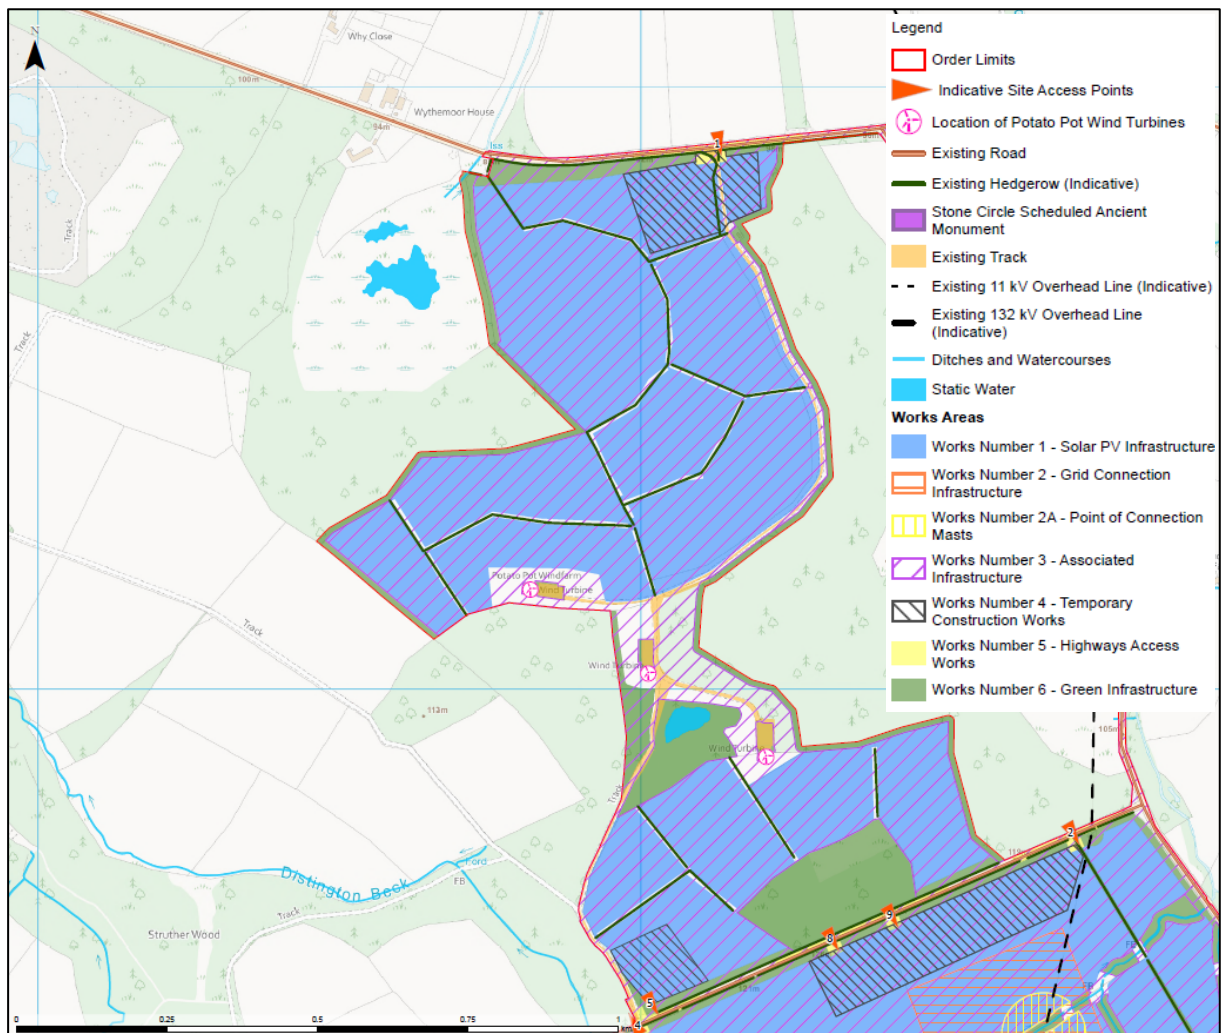 Legend
Order Limits
Indicative Site Access Points
Location of Potato Pot Wind Turbines
Existing Road
Existing Hedgerow (Indicative)
Stone Circle Scheduled Ancient
Monument
Existing Track
Existing 11 kV Overhead Line (Indicative)
Existing 132 kV Overhead Line
(Indicative)
Ditches and Watercourses
Static Water
Works Areas
Works Number 1 - Solar PV Infrastructure
Works Number 2 - Grid Connection
Infrastructure
Works Number 2A - Point of Connection
Masts
Works Number 3 - Associated
Infrastructure
Works Number 4 - Temporary
Construction Works
Works Number 5 - Highways Access
Works
Works Number 6 - Green Infrastructure
N
Why Close
100m
Wythemoor House
94m
Iss
1
Track
Track
Potato Pot Windfarm
Wind Turbine
Wind Turbine
Track
113m
Wind Turbine
105m
Track
2
Ford
Distington Beck
FB
Track
9
Struther Wood
8
FB
FB
121m
5
4
0
0.25
0.5
0.75
1
km